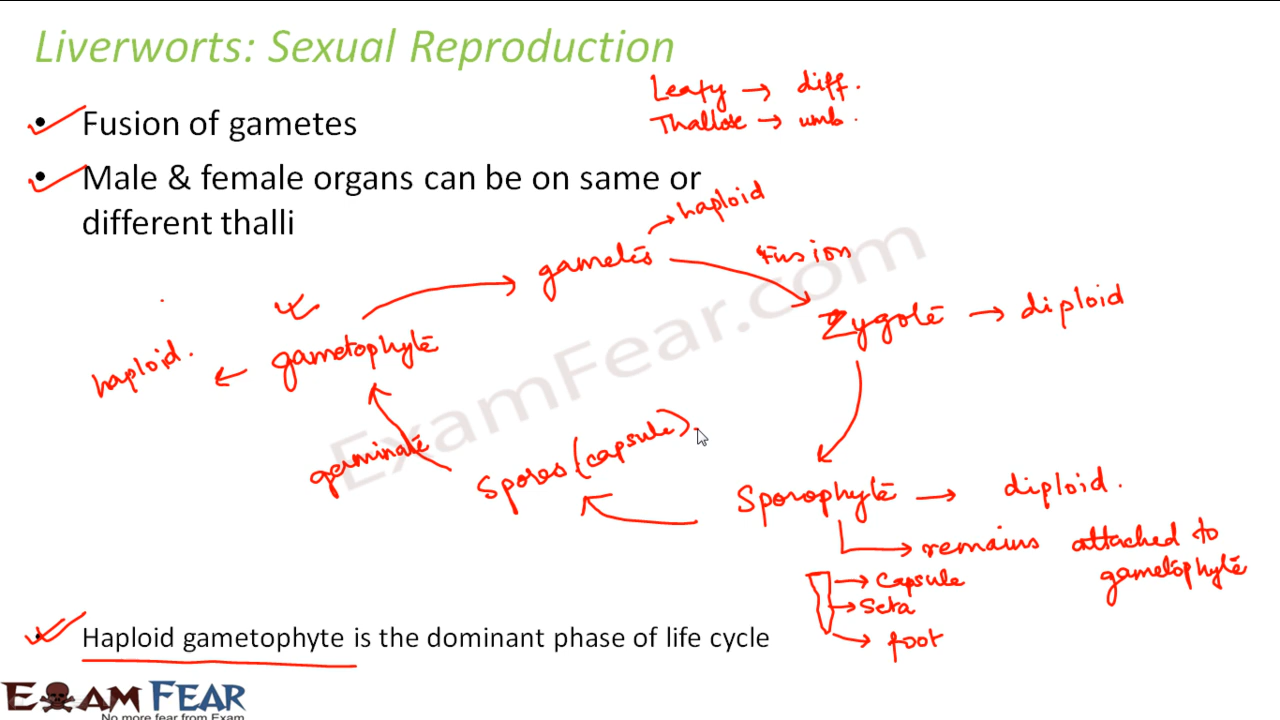 Liverworts: Sexual Reproduction
Leafy → diff.
Thallose → umb.
• Fusion of gametes
• Male & female organs can be on same or
different thalli
haploid
gametes
Fusion
Zygote → diploid
gametophyte
haploid.
germinate
Spores (capsule)
Sporophyte → diploid.
remains attached to
gametophyte
→ capsule
→ Seta
→ foot
• Haploid gametophyte is the dominant phase of life cycle
ExamFear.com
EXAM FEAR
No more fear from Exam